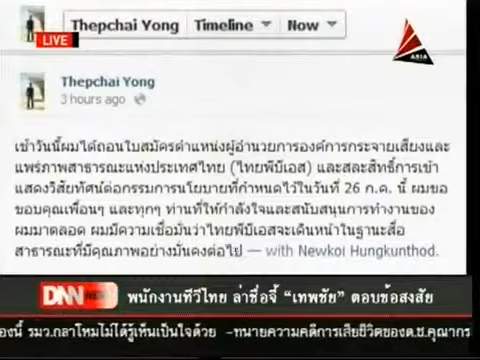 Thepchai Yong Timeline Now
LIVE
ASIA
Thepchai Yong
3 hours ago
เช้าวันนี้ผมได้ถอนใบสมัครตำแหน่งผู้อำนวยการองค์การกระจายเสียงและ
แพร่ภาพสาธารณะแห่งประเทศไทย (ไทยพีบีเอส) และสละสิทธิ์การเข้า
แสดงวิสัยทัศน์ต่อกรรมการนโยบายที่กำหนดไว้ในวันที่ 26 ก.ค. นี้ ผมขอ
ขอบคุณเพื่อนๆ และทุกๆ ท่านที่ให้กำลังใจและสนับสนุนการทำงานของ
ผมมาตลอด ผมมีความเชื่อมั่นว่าไทยพีบีเอสจะเดินหน้าในฐานะสื่อ
สาธารณะที่มีคุณภาพอย่างมั่นคงต่อไป — with Newkoi Hungkunthod.
DNN NEWS พนักงานทีวีไทย ล่าชื่อจี้ “เทพชัย” ตอบข้อสงสัย
องนี้ รมว.กลาโหมไม่ได้รู้เห็นเป็นใจด้วย -ทนายความคดีการเสียชีวิตของด.ช.คุณากร